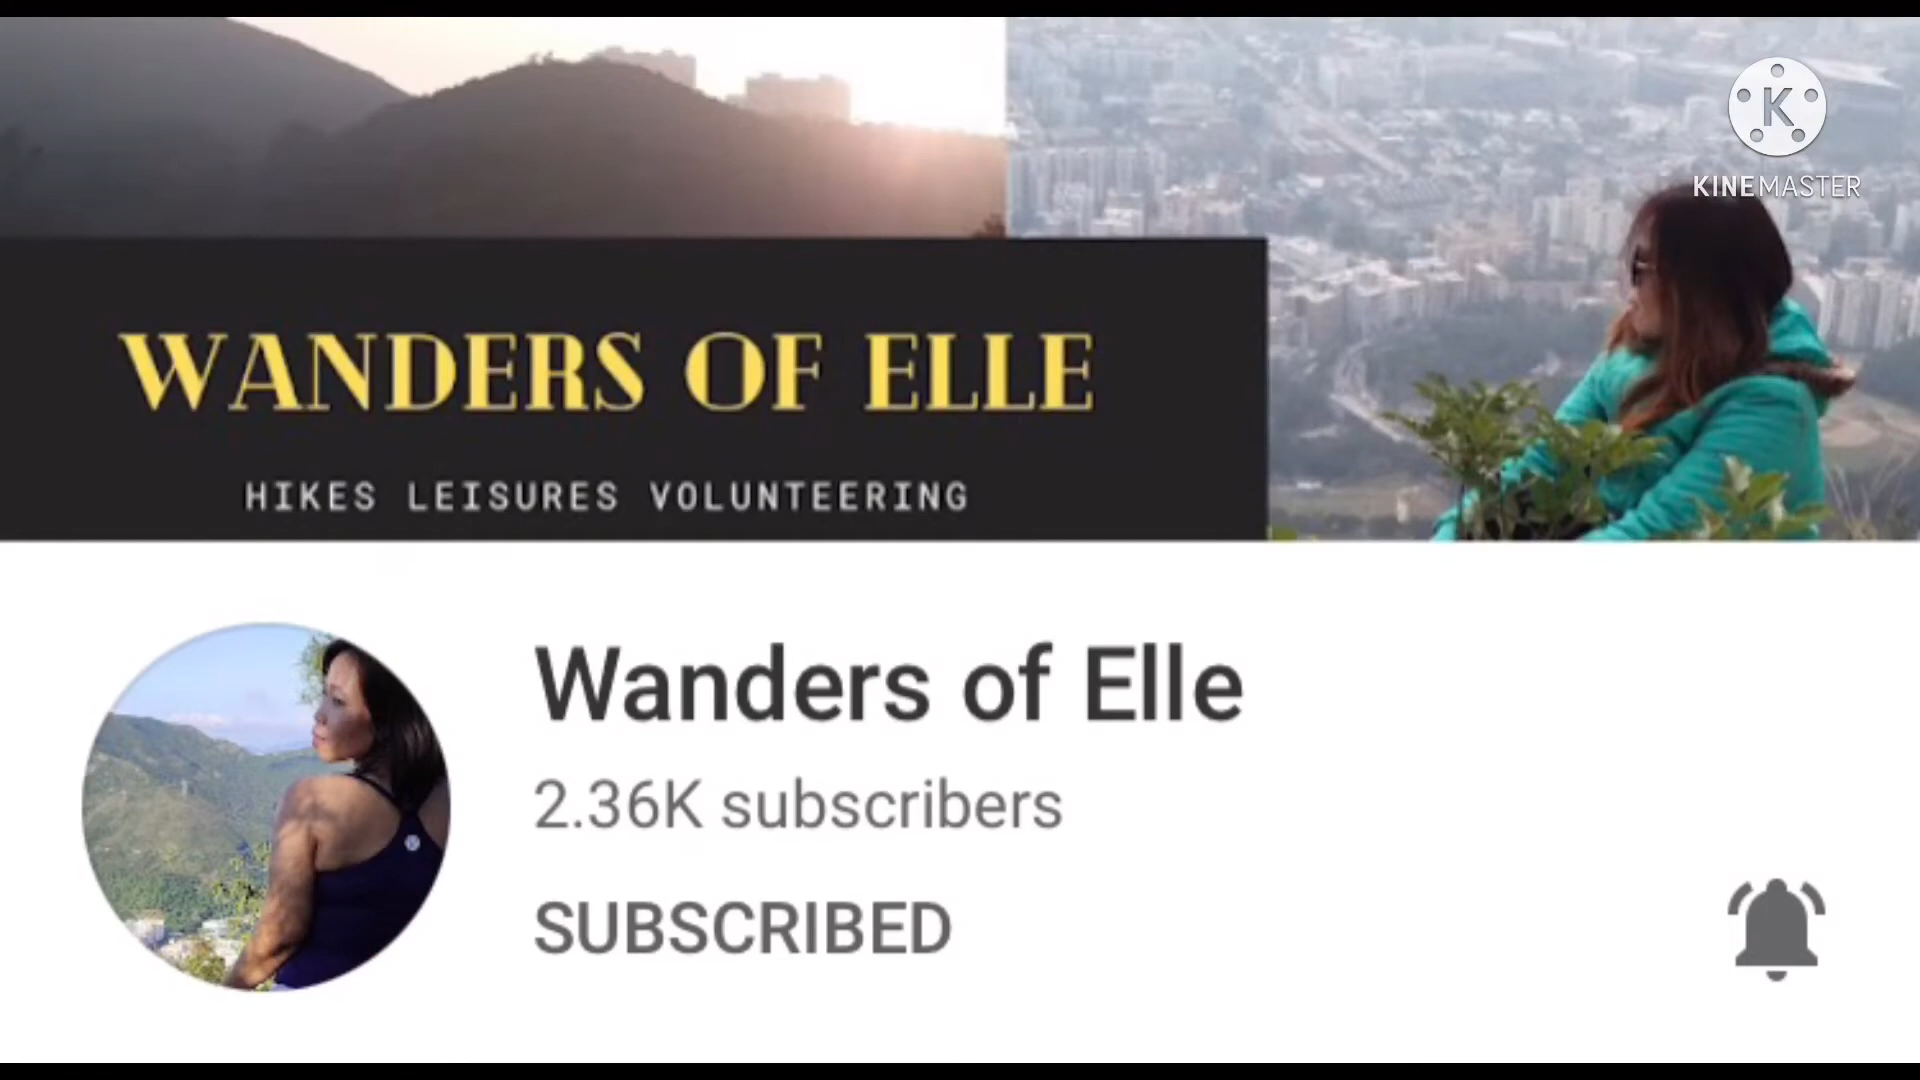 K
KINEMASTER
WANDERS OF ELLE
HIKES LEISURES VOLUNTEERING
Wanders of Elle
2.36K subscribers
SUBSCRIBED